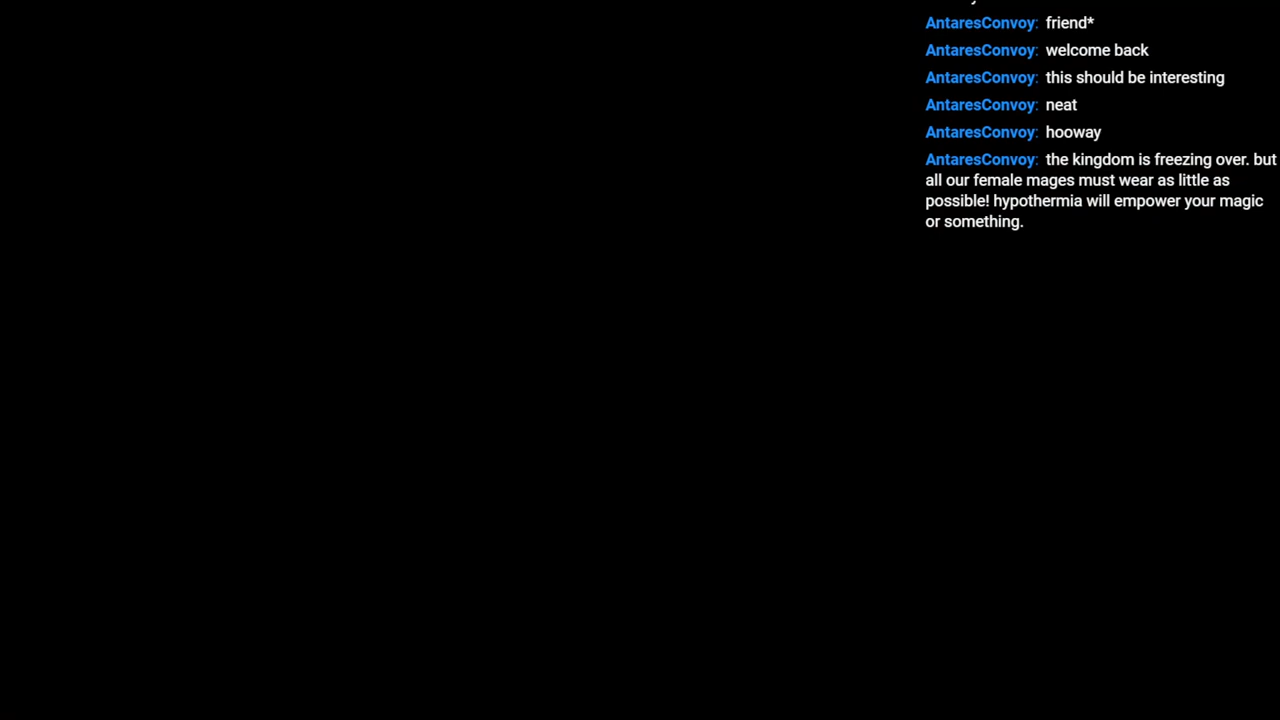 AntaresConvoy: friend*
AntaresConvoy: welcome back
AntaresConvoy: this should be interesting
AntaresConvoy: neat
AntaresConvoy: hooway
AntaresConvoy: the kingdom is freezing over. but
all our female mages must wear as little as
possible! hypothermia will empower your magic
or something.